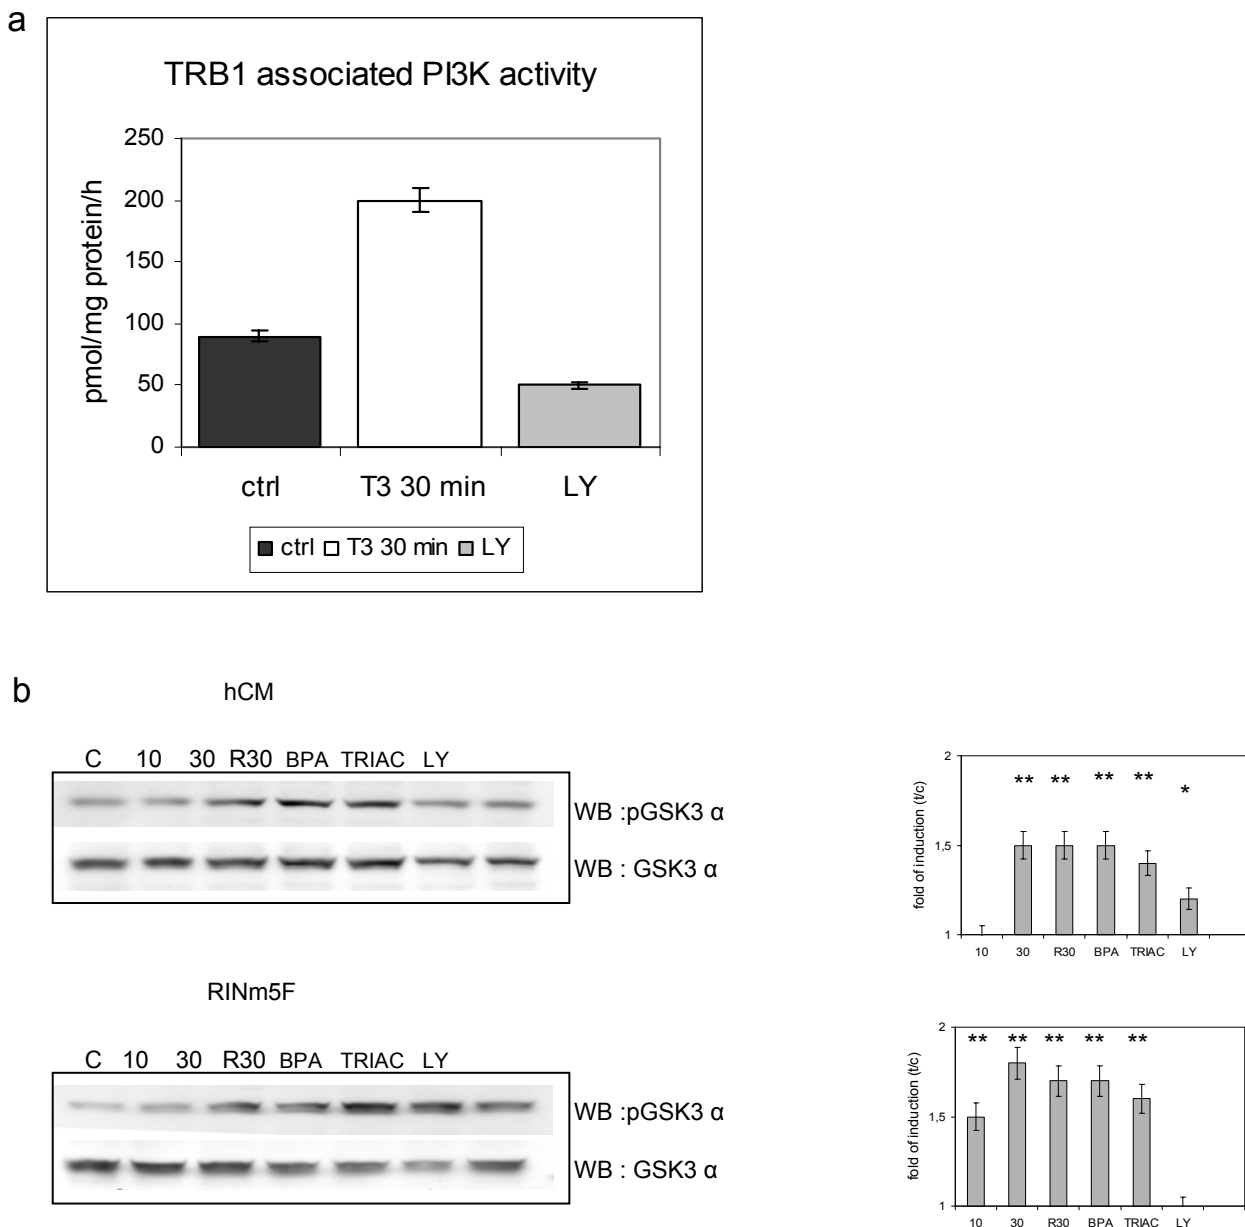 a
TRB1 associated PI3K activity
pmol/mg protein/h
250
200
150
100
50
0
ctrl T3 30 min LY
ctrl T3 30 min LY
b
hCM
C 10 30 R30 BPA TRIAC LY
WB :pGSK3 α
WB : GSK3 α
fold of induction (t/c)
2
** ** ** ** *
1,5
1
10 30 R30 BPA TRIAC LY
RINm5F
C 10 30 R30 BPA TRIAC LY
WB :pGSK3 α
WB : GSK3 α
fold of induction (t/c)
2
** ** ** ** **
1,5
1
10 30 R30 BPA TRIAC LY